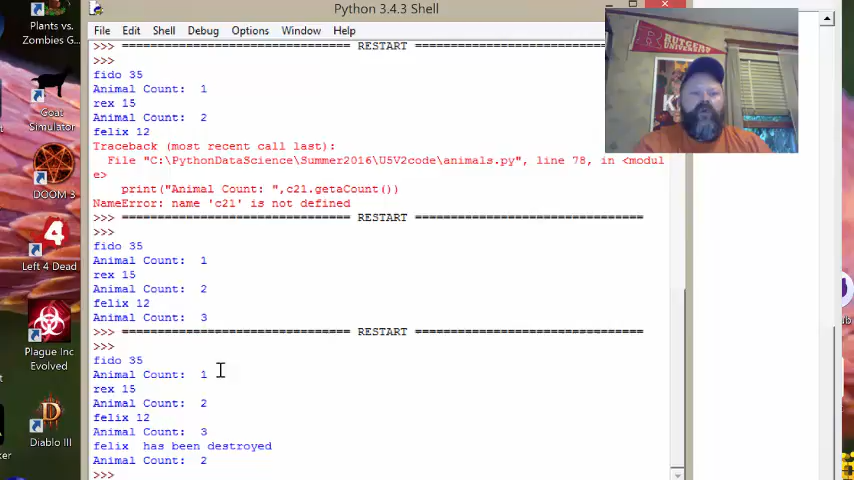 Python 3.4.3 Shell
File Edit Shell Debug Options Windows Help
>>> ================================ RESTART
>>>
fido 35
Animal Count:  1
rex 15
Animal Count:  2
felix 12
Traceback (most recent call last):
File "C:\PythonDataScience\Summer2016\U5V2code\animals.py", line 78, in <modul
e>
print("Animal Count: ",c21.getaCount())
NameError: name 'c21' is not defined
>>> ================================ RESTART ================================
>>>
fido 35
Animal Count:  1
rex 15
Animal Count:  2
felix 12
Animal Count:  3
>>> ================================ RESTART ================================
>>>
fido 35
Animal Count:  1
rex 15
Animal Count:  2
felix 12
Animal Count:  3
felix  has been destroyed
Animal Count:  2
>>>
Plants vs.
Zombies G...
Goat
Simulator
DOOM 3
4
Left 4 Dead
Plague Inc
Evolved
Diablo III
RUTGERS
UNIVERSITY